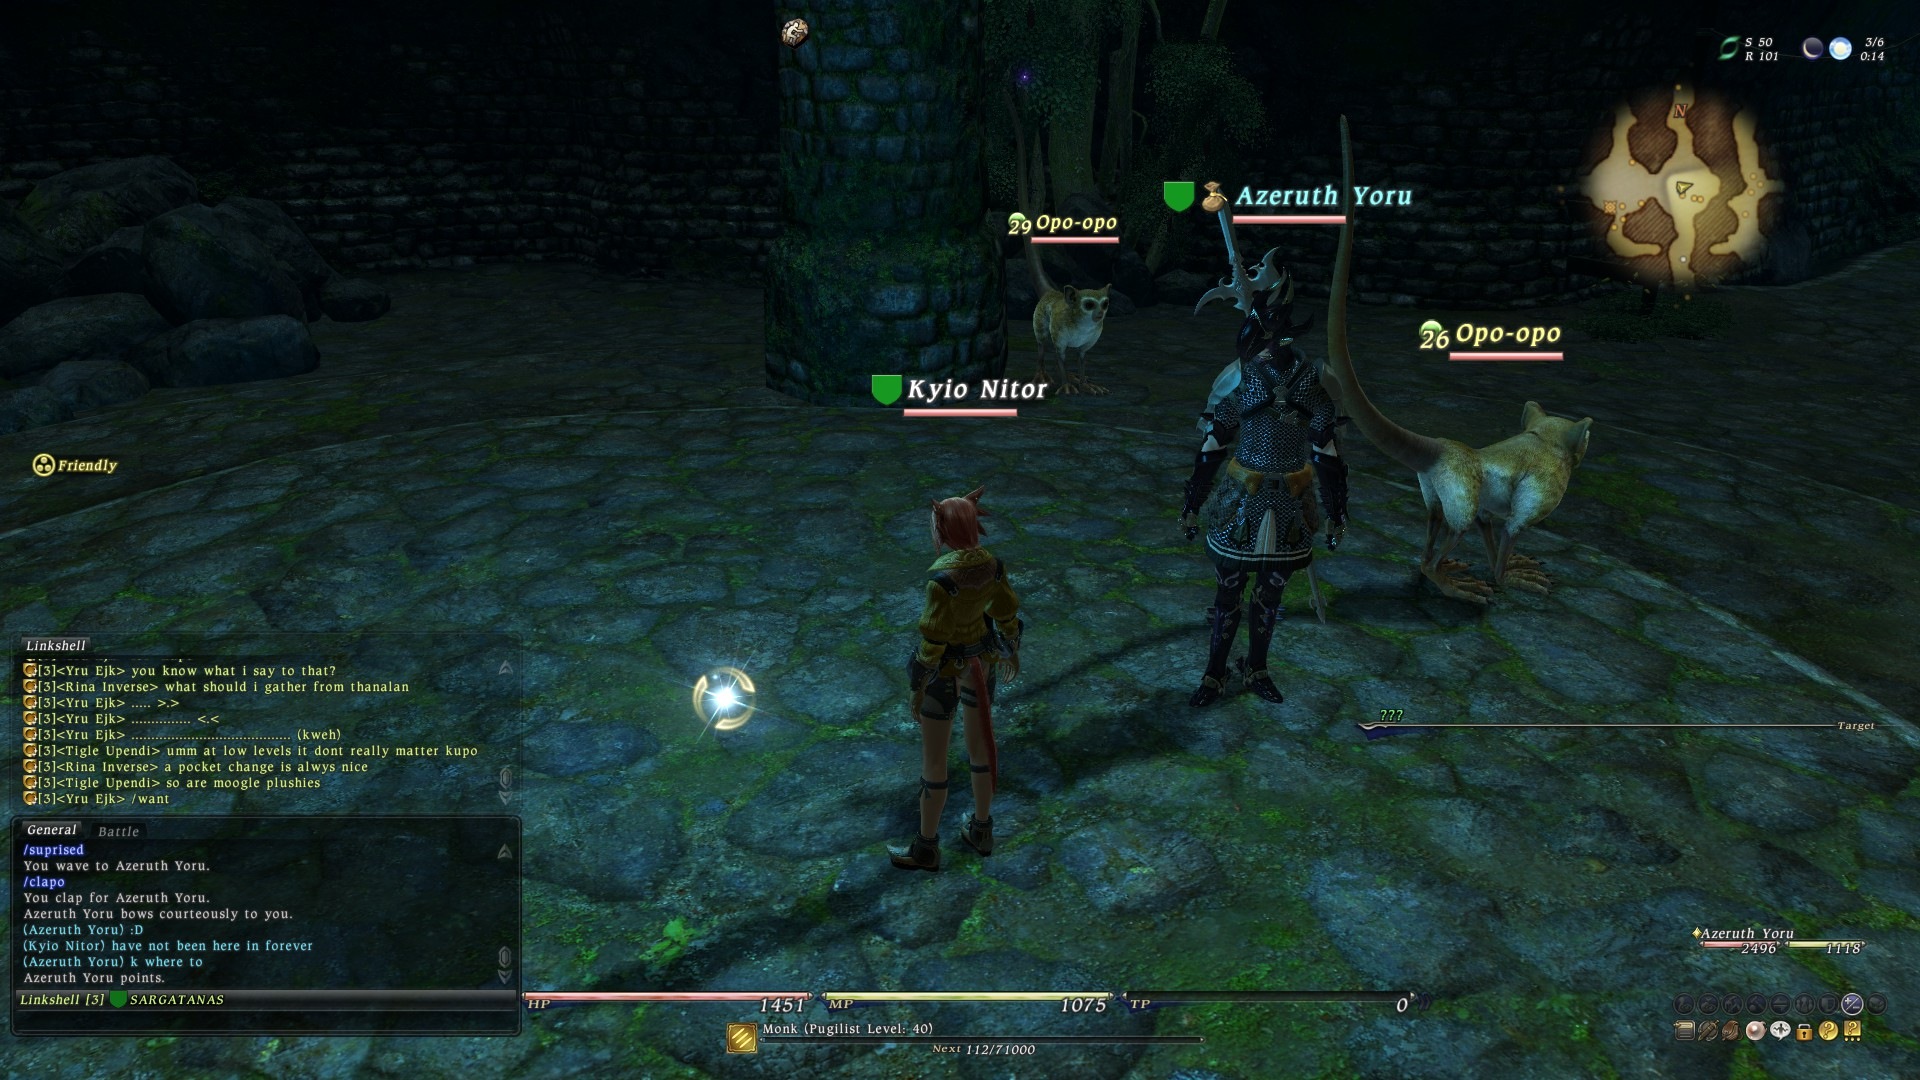 S 50
R 101
3/6
0:14
N
Azeruth Yoru
29 Opo-opo
26 Opo-opo
Kyio Nitor
Friendly
Linkshell
[3]<Yru Ejk> you know what i say to that?
[3]<Rina Inverse> what should i gather from thanalan
[3]<Yru Ejk> ..... >.>
[3]<Yru Ejk> ............... <.<
[3]<Yru Ejk> ........................................ (kweh)
[3]<Tigle Upendi> umm at low levels it dont really matter kupo
[3]<Rina Inverse> a pocket change is alwys nice
[3]<Tigle Upendi> so are moogle plushies
[3]<Yru Ejk> /want
??? Target
General Battle
/suprised
You wave to Azeruth Yoru.
/clapo
You clap for Azeruth Yoru.
Azeruth Yoru bows courteously to you.
(Azeruth Yoru) :D
(Kyio Nitor) have not been here in forever
(Azeruth Yoru) k where to
Azeruth Yoru points.
Linkshell [3] SARGATANAS
Azeruth Yoru
2496 1118
HP 1451 MP 1075 TP 0
Monk (Pugilist Level: 40)
Next 112/71000